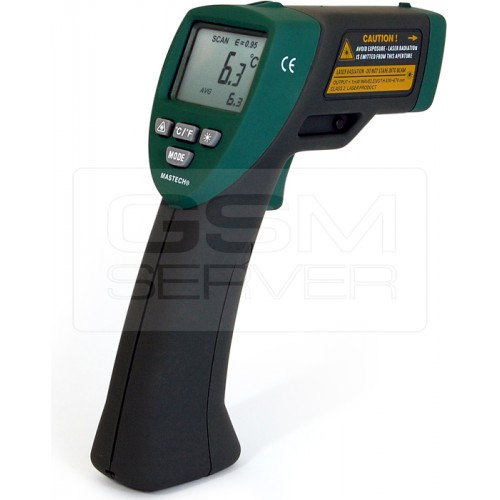 CAUTION !
AVOID EXPOSURE - LASER RADIATION
IS EMITTED FROM THIS APERTURE
LASER RADIATION - DO NOT STARE INTO BEAM
CLASS 2 LASER PRODUCT
SCAN ε=0.95
6.3 °C
AVG 6.3
CE
°C/°F
MODE
MASTECH®
GSM
SERVER